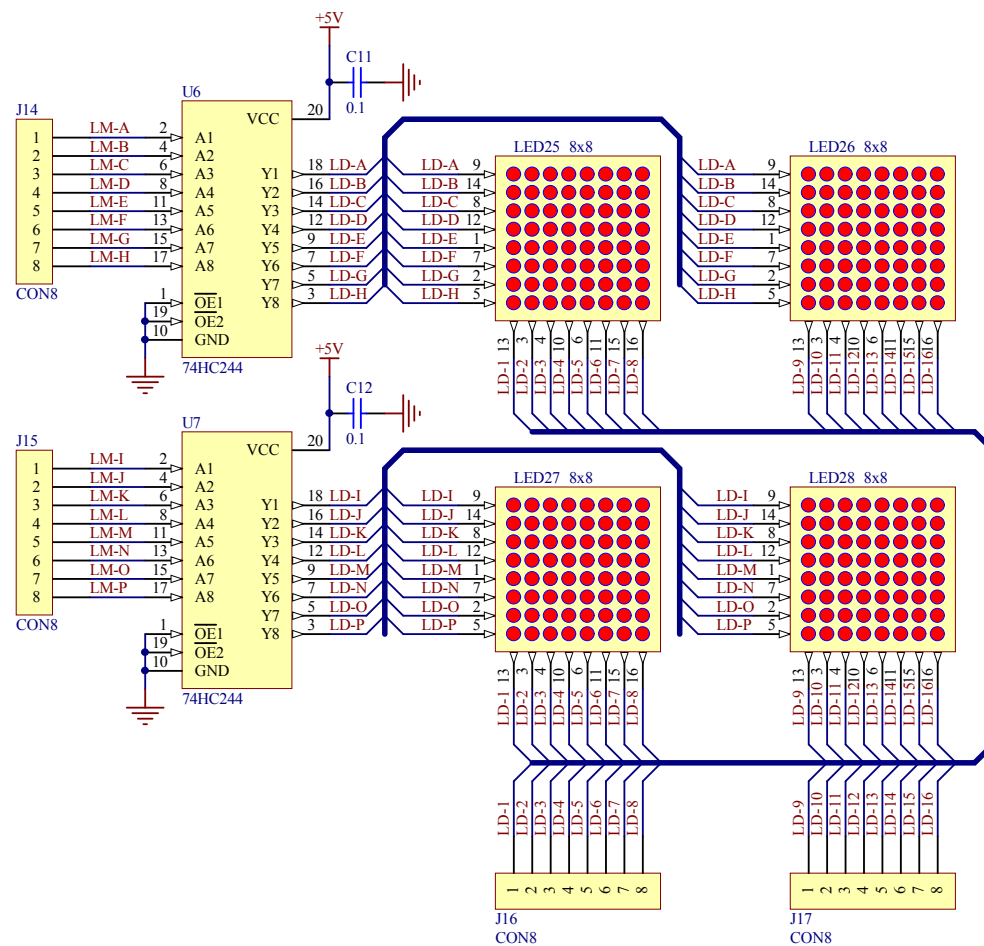 +5V
C11
0.1
U6
J14
1 LM-A 2 A1
2 LM-B 4 A2
3 LM-C 6 A3
4 LM-D 8 A4
5 LM-E 11 A5
6 LM-F 13 A6
7 LM-G 15 A7
8 LM-H 17 A8
CON8
VCC 20
Y1 18 LD-A
Y2 16 LD-B
Y3 14 LD-C
Y4 12 LD-D
Y5 9 LD-E
Y6 7 LD-F
Y7 5 LD-G
Y8 3 LD-H
1 OE1
19 OE2
10 GND
74HC244
LED25 8x8
LD-A 9
LD-B 14
LD-C 8
LD-D 12
LD-E 1
LD-F 7
LD-G 2
LD-H 5
LD-1 13
LD-2 3
LD-3 4
LD-4 10
LD-5 6
LD-6 11
LD-7 15
LD-8 16
LED26 8x8
LD-A 9
LD-B 14
LD-C 8
LD-D 12
LD-E 1
LD-F 7
LD-G 2
LD-H 5
LD-9 13
LD-10 3
LD-11 4
LD-12 10
LD-13 6
LD-14 11
LD-15 15
LD-16 16
+5V
C12
0.1
U7
J15
1 LM-I 2 A1
2 LM-J 4 A2
3 LM-K 6 A3
4 LM-L 8 A4
5 LM-M 11 A5
6 LM-N 13 A6
7 LM-O 15 A7
8 LM-P 17 A8
CON8
VCC 20
Y1 18 LD-I
Y2 16 LD-J
Y3 14 LD-K
Y4 12 LD-L
Y5 9 LD-M
Y6 7 LD-N
Y7 5 LD-O
Y8 3 LD-P
1 OE1
19 OE2
10 GND
74HC244
LED27 8x8
LD-I 9
LD-J 14
LD-K 8
LD-L 12
LD-M 1
LD-N 7
LD-O 2
LD-P 5
LD-1 13
LD-2 3
LD-3 4
LD-4 10
LD-5 6
LD-6 11
LD-7 15
LD-8 16
LED28 8x8
LD-I 9
LD-J 14
LD-K 8
LD-L 12
LD-M 1
LD-N 7
LD-O 2
LD-P 5
LD-9 13
LD-10 3
LD-11 4
LD-12 10
LD-13 6
LD-14 11
LD-15 15
LD-16 16
LD-1 1
LD-2 2
LD-3 3
LD-4 4
LD-5 5
LD-6 6
LD-7 7
LD-8 8
J16
CON8
LD-9 1
LD-10 2
LD-11 3
LD-12 4
LD-13 5
LD-14 6
LD-15 7
LD-16 8
J17
CON8